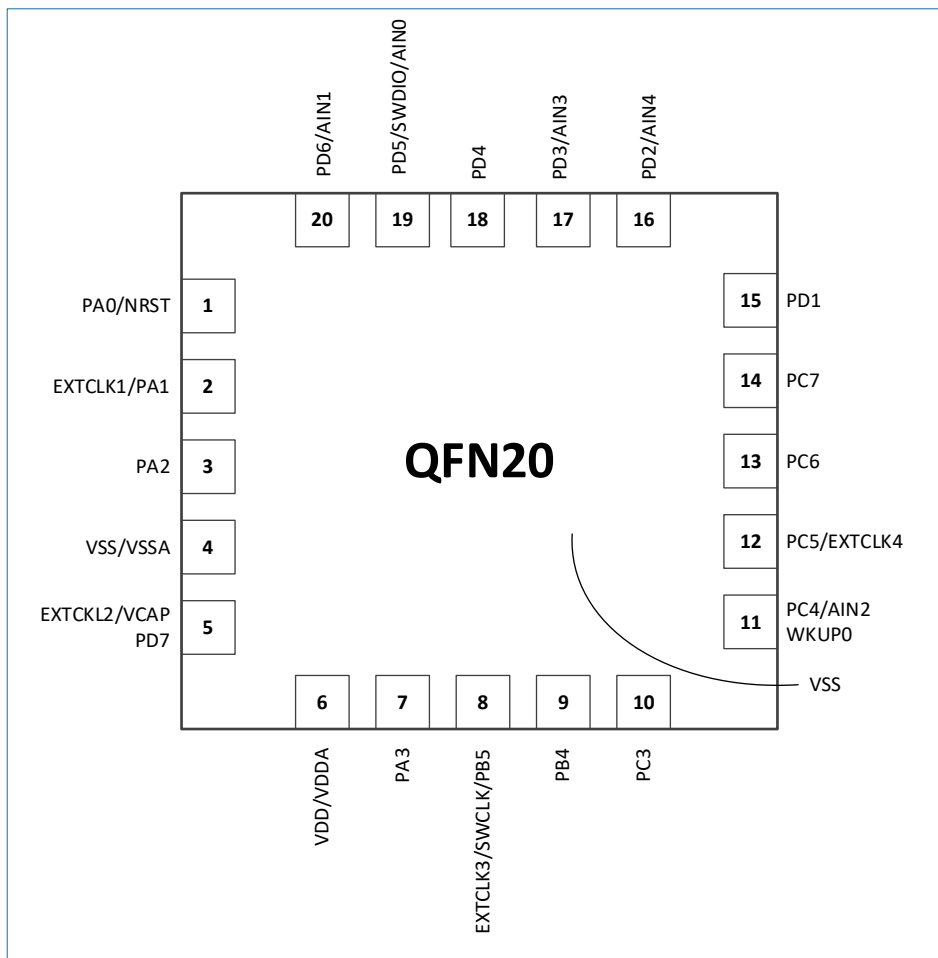 PD6/AIN1
PD5/SWDIO/AIN0
PD4
PD3/AIN3
PD2/AIN4
20
19
18
17
16
PA0/NRST
1
EXTCLK1/PA1
2
PA2
3
VSS/VSSA
4
EXTCKL2/VCAP
PD7
5
QFN20
15
PD1
14
PC7
13
PC6
12
PC5/EXTCLK4
11
PC4/AIN2
WKUP0
VSS
6
7
8
9
10
VDD/VDDA
PA3
EXTCLK3/SWCLK/PB5
PB4
PC3